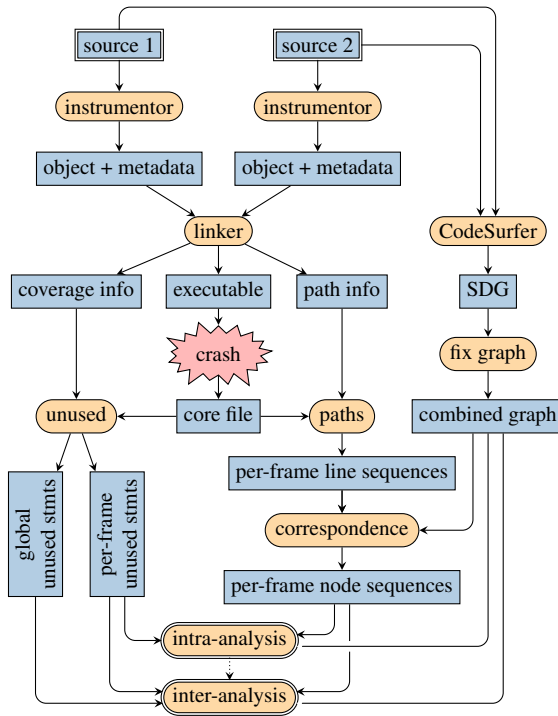 source 1
source 2
instrumentor
instrumentor
object + metadata
object + metadata
linker
CodeSurfer
coverage info
executable
path info
SDG
crash
fix graph
unused
core file
paths
combined graph
per-frame line sequences
global
unused stmts
per-frame
unused stmts
correspondence
per-frame node sequences
intra-analysis
inter-analysis